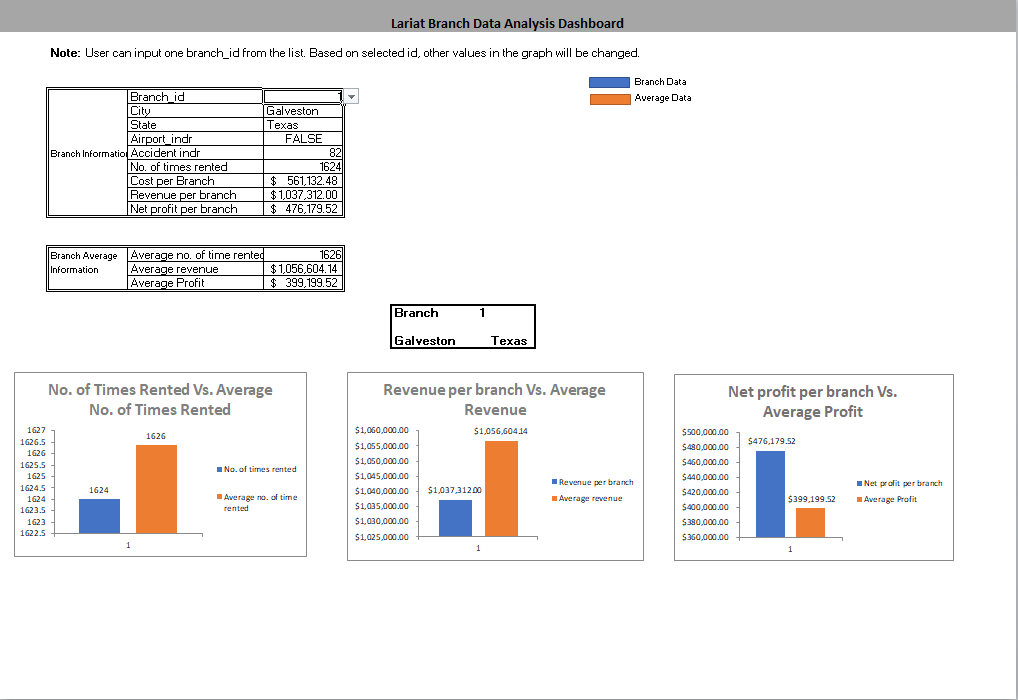 Lariat Branch Data Analysis Dashboard
Note: User can input one branch_id from the list. Based on selected id, other values in the graph will be changed.
Branch Data
Average Data
Branch Informatio
Branch_id 1
City Galveston
State Texas
Airport_indr FALSE
Accident indr 82
No. of times rented 1624
Cost per Branch $ 561,132.48
Revenue per branch $1,037,312.00
Net profit per branch $ 476,179.52
Branch Average
Information
Average no. of time rented 1626
Average revenue $1,056,604.14
Average Profit $ 399,199.52
Branch 1
Galveston Texas
No. of Times Rented Vs. Average
No. of Times Rented
1627
1626.5
1626
1625.5
1625
1624.5
1624
1623.5
1623
1622.5
1624
1626
1
No. of times rented
Average no. of time
rented
Revenue per branch Vs. Average
Revenue
$1,060,000.00
$1,055,000.00
$1,050,000.00
$1,045,000.00
$1,040,000.00
$1,035,000.00
$1,030,000.00
$1,025,000.00
$1,037,312.00
$1,056,604.14
1
Revenue per branch
Average revenue
Net profit per branch Vs.
Average Profit
$500,000.00
$480,000.00
$460,000.00
$440,000.00
$420,000.00
$400,000.00
$380,000.00
$360,000.00
$476,179.52
$399,199.52
1
Net profit per branch
Average Profit